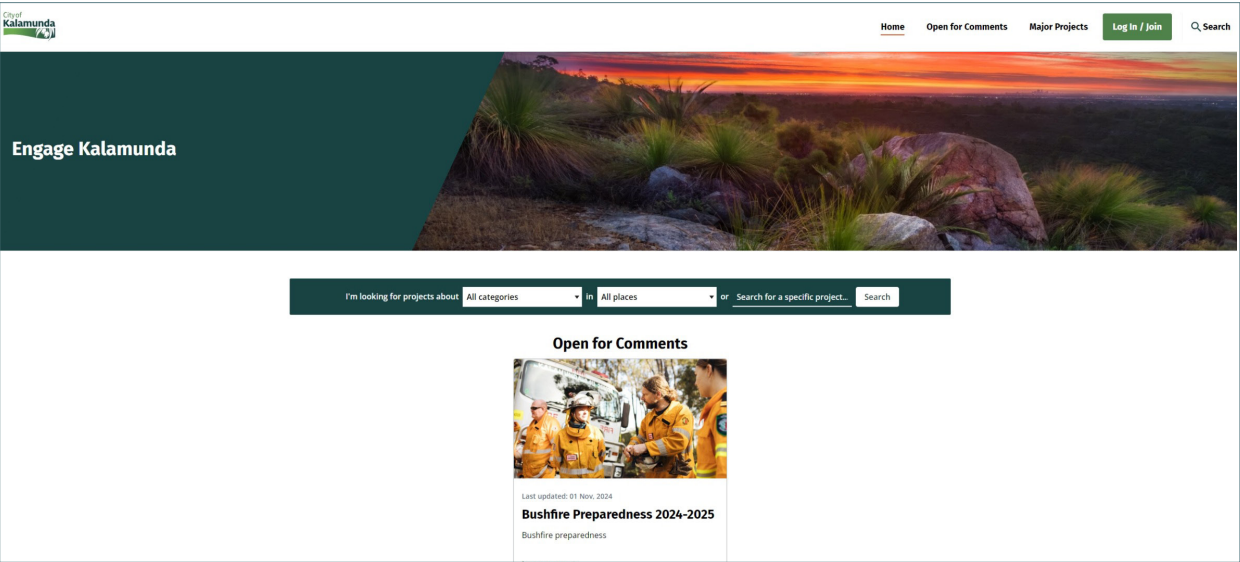 City of
Kalamunda
Home Open for Comments Major Projects Log In / Join Search
Engage Kalamunda
I'm looking for projects about All categories in All places or Search for a specific project... Search
Open for Comments
Last updated: 01 Nov. 2024
Bushfire Preparedness 2024-2025
Bushfire preparedness